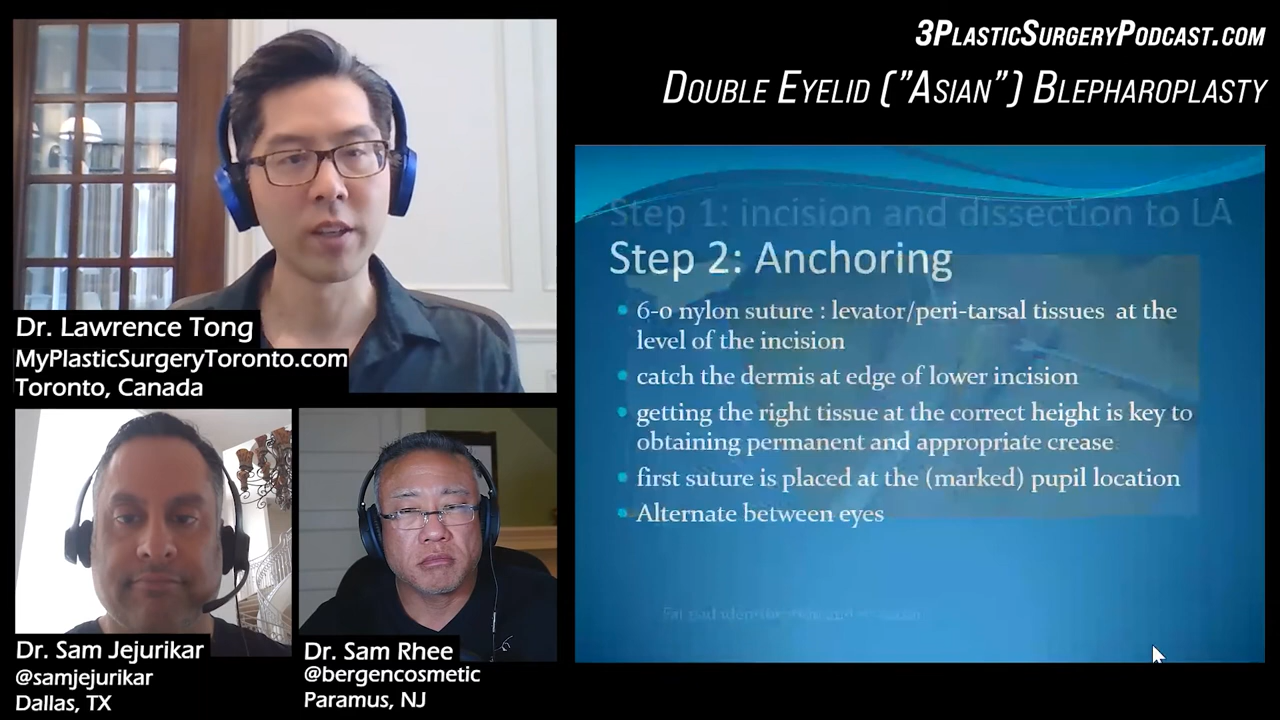 3PlasticSurgeryPodcast.com
Double Eyelid ("Asian") Blepharoplasty
Dr. Lawrence Tong
MyPlasticSurgeryToronto.com
Toronto, Canada
Dr. Sam Jejurikar
@samjejurikar
Dallas, TX
Dr. Sam Rhee
@bergencosmetic
Paramus, NJ
Step 1: incision and dissection to LA
Step 2: Anchoring
• 6-0 nylon suture : levator/peri-tarsal tissues at the
level of the incision
• catch the dermis at edge of lower incision
• getting the right tissue at the correct height is key to
obtaining permanent and appropriate crease
• first suture is placed at the (marked) pupil location
• Alternate between eyes
Fat pad